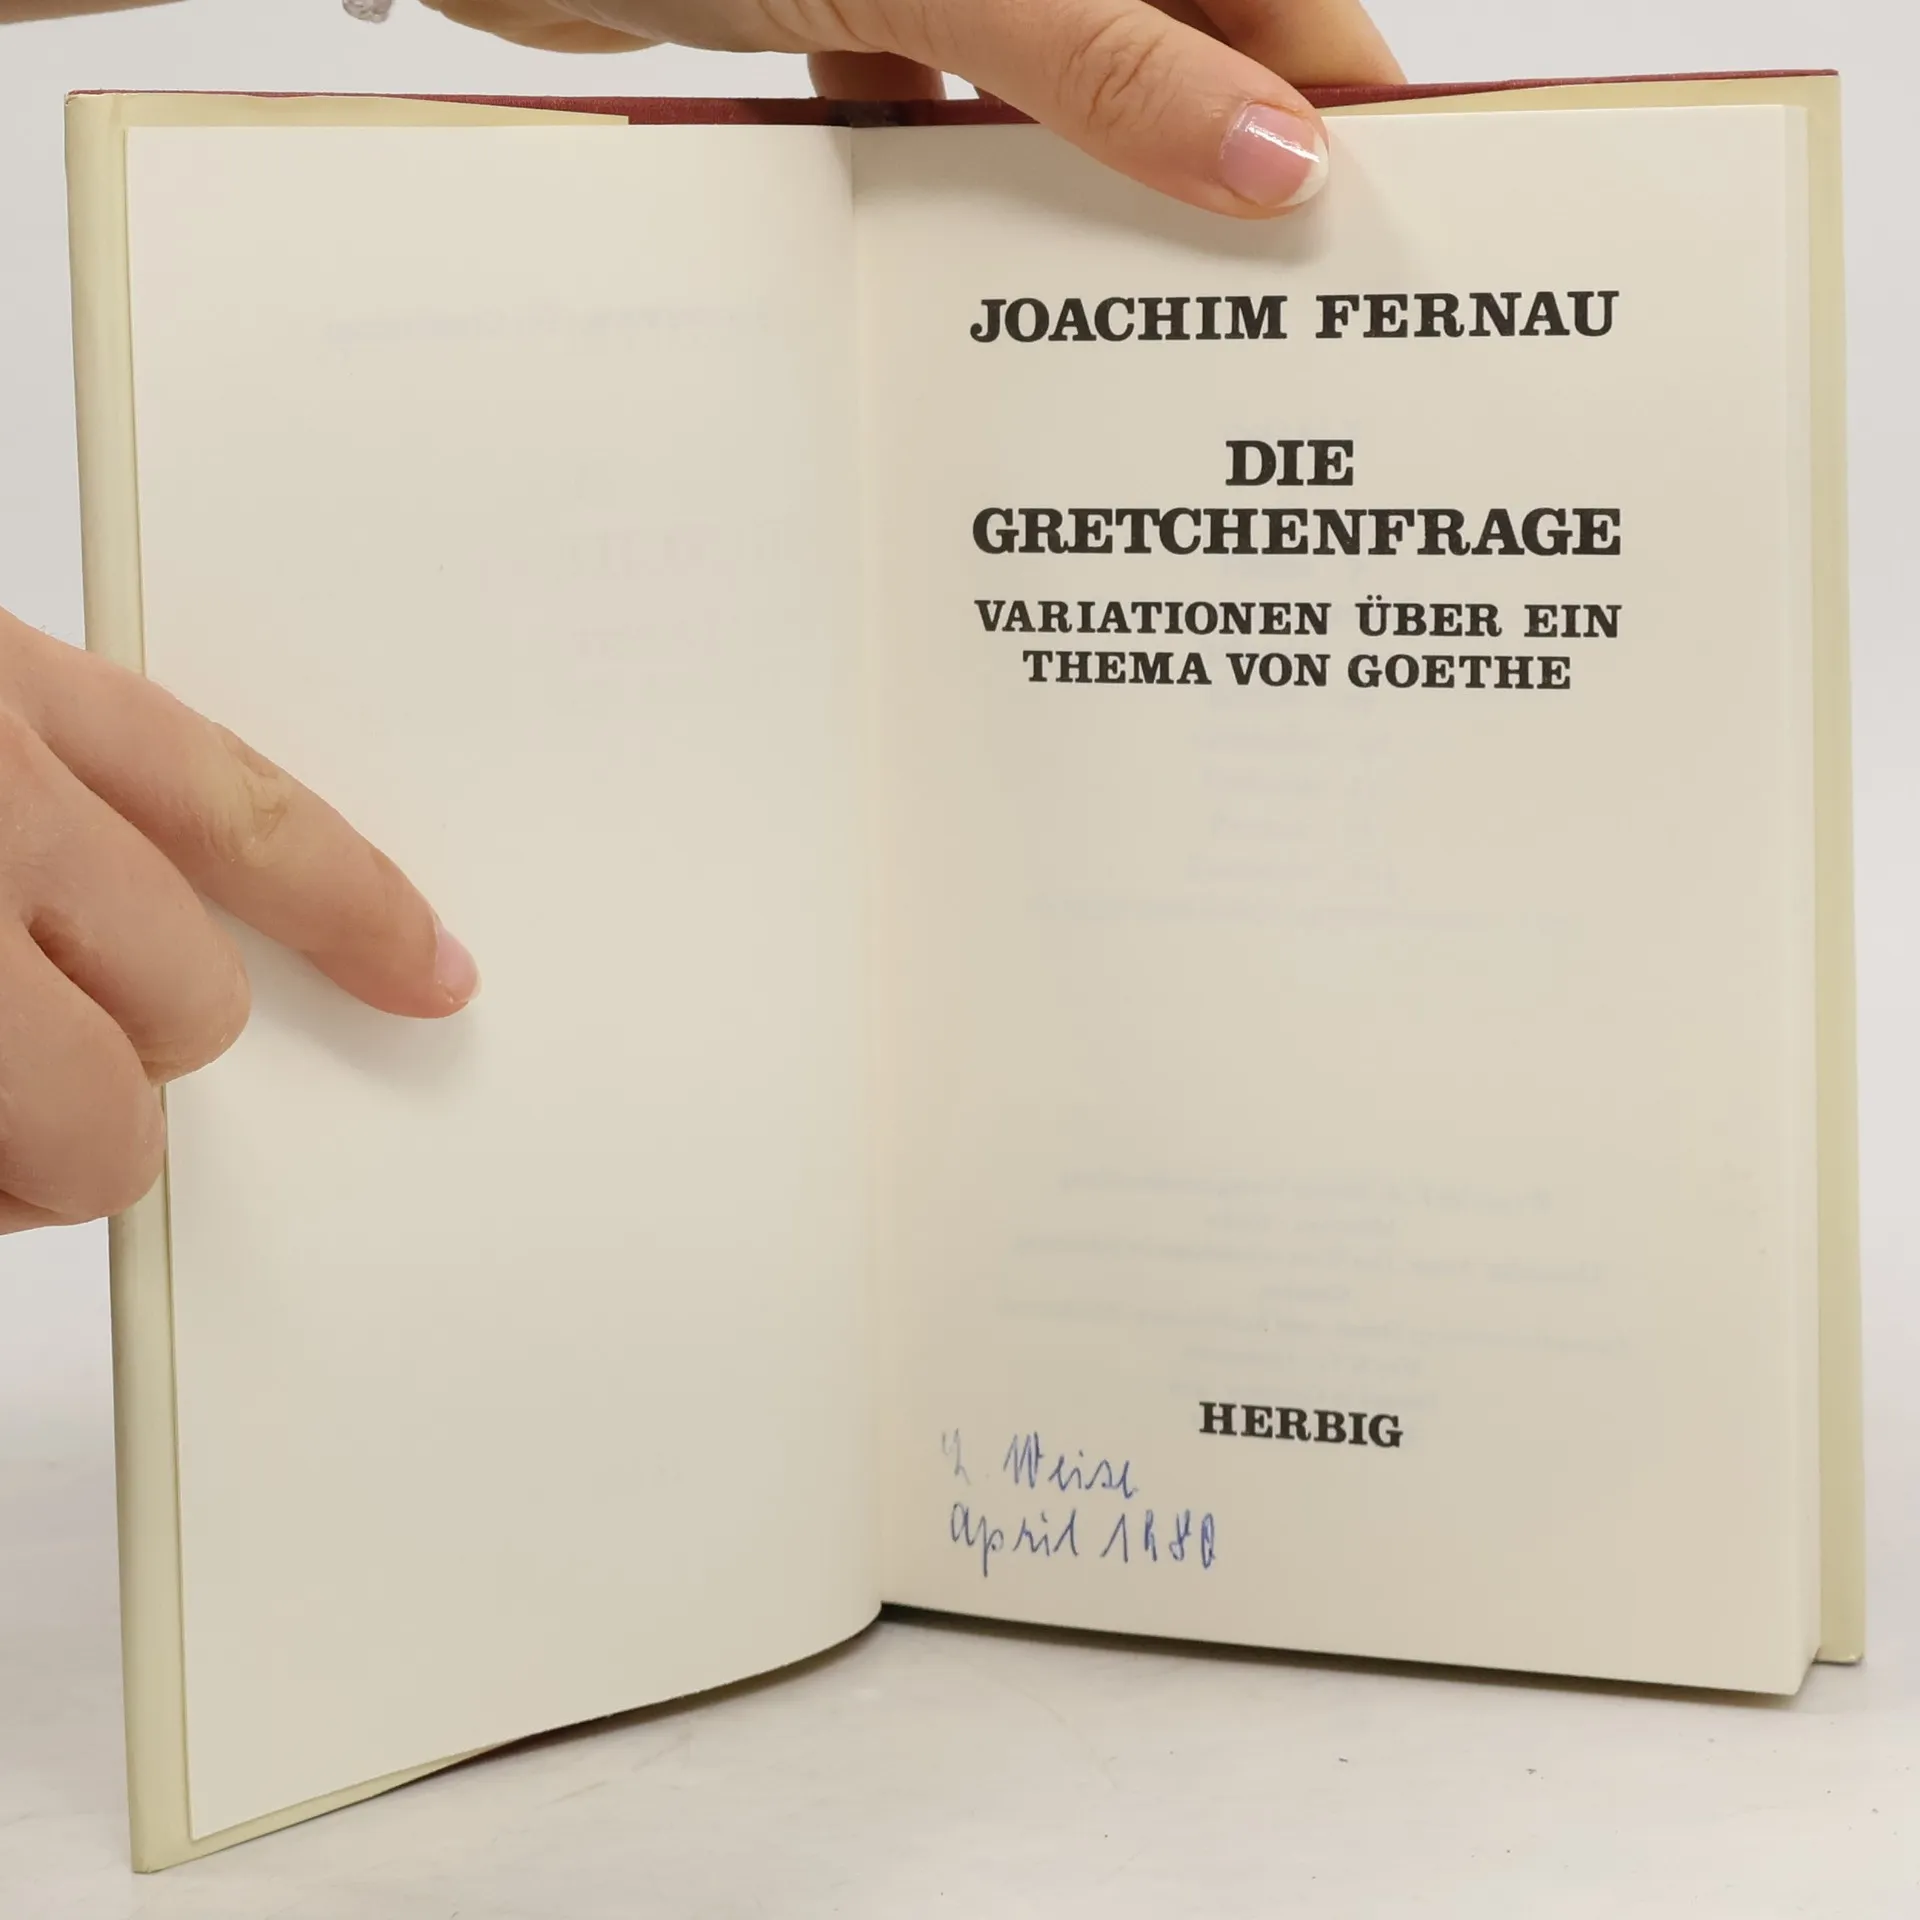 JOACHIM FERNAU
DIE
GRETCHENFRAGE
VARIATIONEN ÜBER EIN
THEMA VON GOETHE
HERBIG
Weise
April 1980